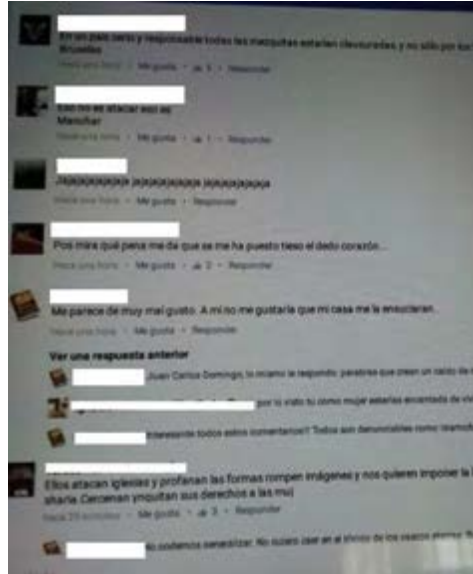 En un país serio y responsable todas las mezquitas estarían clausuradas, y no sólo por los
Bruselas
Hace una hora · Me gusta · 5 · Responder
Eso no es atacar eso es
Manchar
Hace una hora · Me gusta · 1 · Responder
Hace una hora · Me gusta · Responder
Pos mira qué pena me da que se me ha puesto tieso el dedo corazón...
Hace una hora · Me gusta · 2 · Responder
Me parece de muy mal gusto. A mí no me gustaría que mi casa me la ensuciaran.
Hace una hora · Me gusta · Responder
Ver una respuesta anterior
Juan Carlos Domingo, lo mismo le respondo: parabras que creen un caldo de
por lo visto tu como mujer estarías encantada de
Interesante todos estos comentarios!! Todos son denunciables como
Ellos atacan iglesias y profanan las formas rompen imágenes y nos quieren imponer la
sharia.Cercenan ynquitan sus derechos a las muj
Hace 29 minutos · Me gusta · 3 · Responder
No podemos generalizar. No quiero caer en el